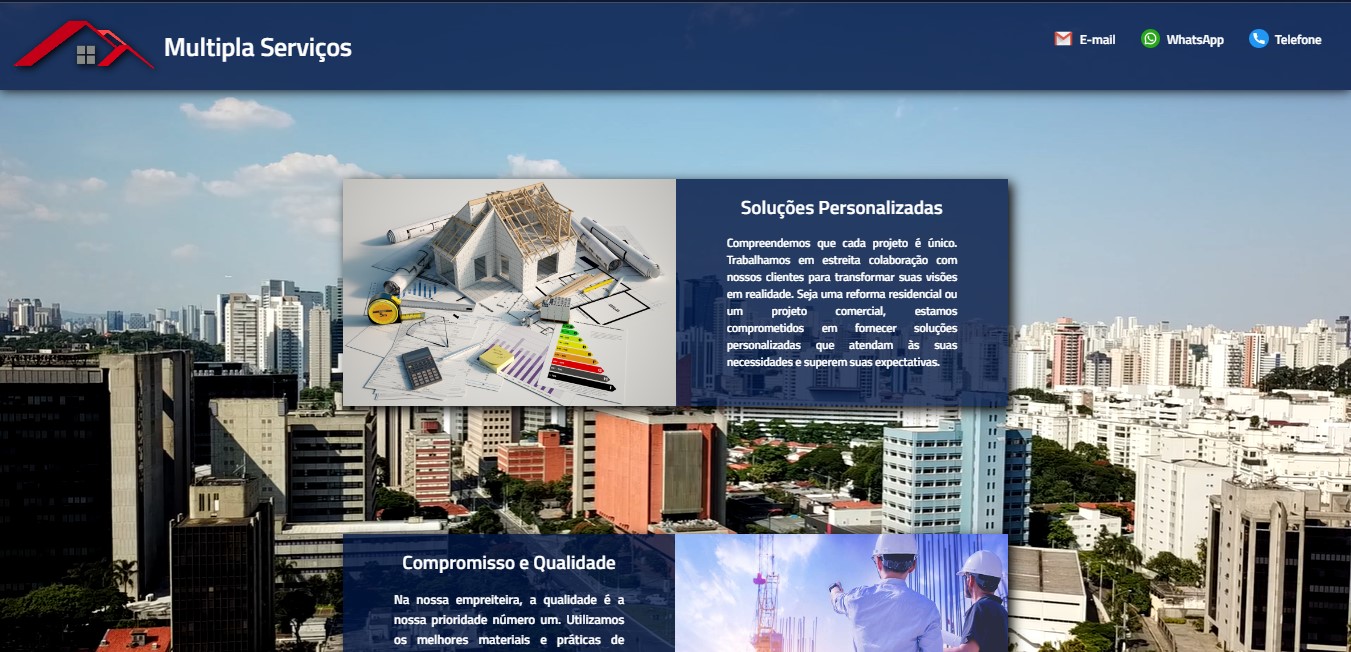 Multipla Serviços
E-mail
WhatsApp
Telefone
Soluções Personalizadas
Compreendemos que cada projeto é único.
Trabalhamos em estreita colaboração com
nossos clientes para transformar suas visões
em realidade. Seja uma reforma residencial ou
um projeto comercial, estamos
comprometidos em fornecer soluções
personalizadas que atendam às suas
necessidades e superem suas expectativas.
Compromisso e Qualidade
Na nossa empreiteira, a qualidade é a
nossa prioridade número um. Utilizamos
os melhores materiais e práticas de